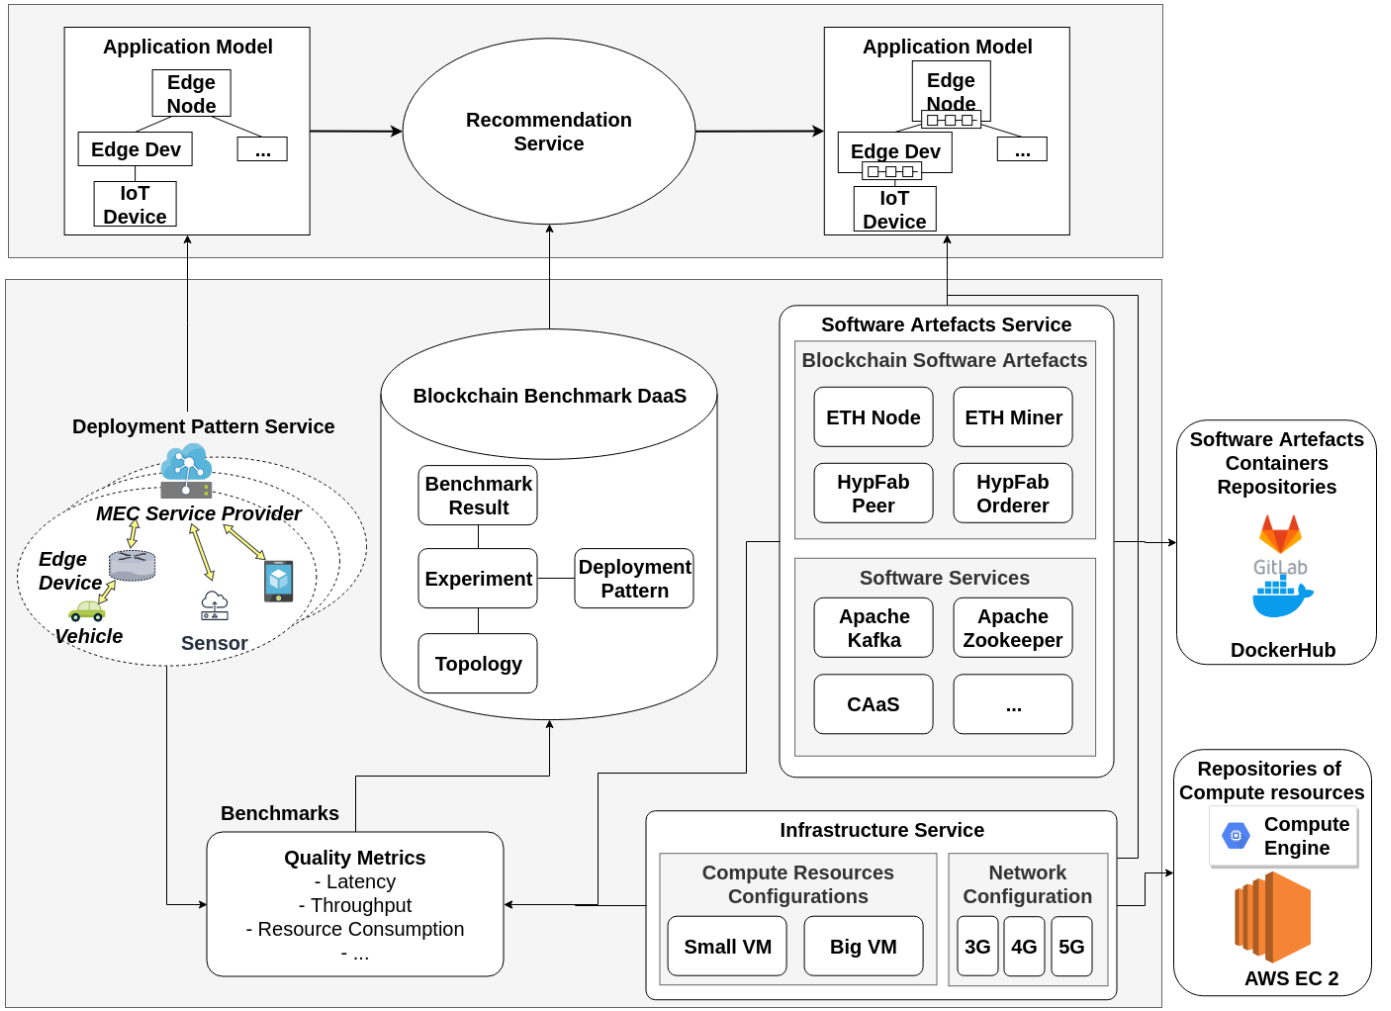 Application Model
Edge
Node
Edge Dev
...
IoT
Device
Recommendation
Service
Application Model
Edge
Node
Edge Dev
...
IoT
Device
Deployment Pattern Service
MEC Service Provider
Edge
Device
Vehicle
Sensor
Blockchain Benchmark DaaS
Benchmark
Result
Experiment
Deployment
Pattern
Topology
Software Artefacts Service
Blockchain Software Artefacts
ETH Node
ETH Miner
HypFab
Peer
HypFab
Orderer
Software Services
Apache
Kafka
Apache
Zookeeper
CAaS
...
Software Artefacts
Containers
Repositories
GitLab
DockerHub
Benchmarks
Quality Metrics
- Latency
- Throughput
- Resource Consumption
- ...
Infrastructure Service
Compute Resources
Configurations
Small VM
Big VM
Network
Configuration
3G
4G
5G
Repositories of
Compute resources
Compute
Engine
AWS EC 2